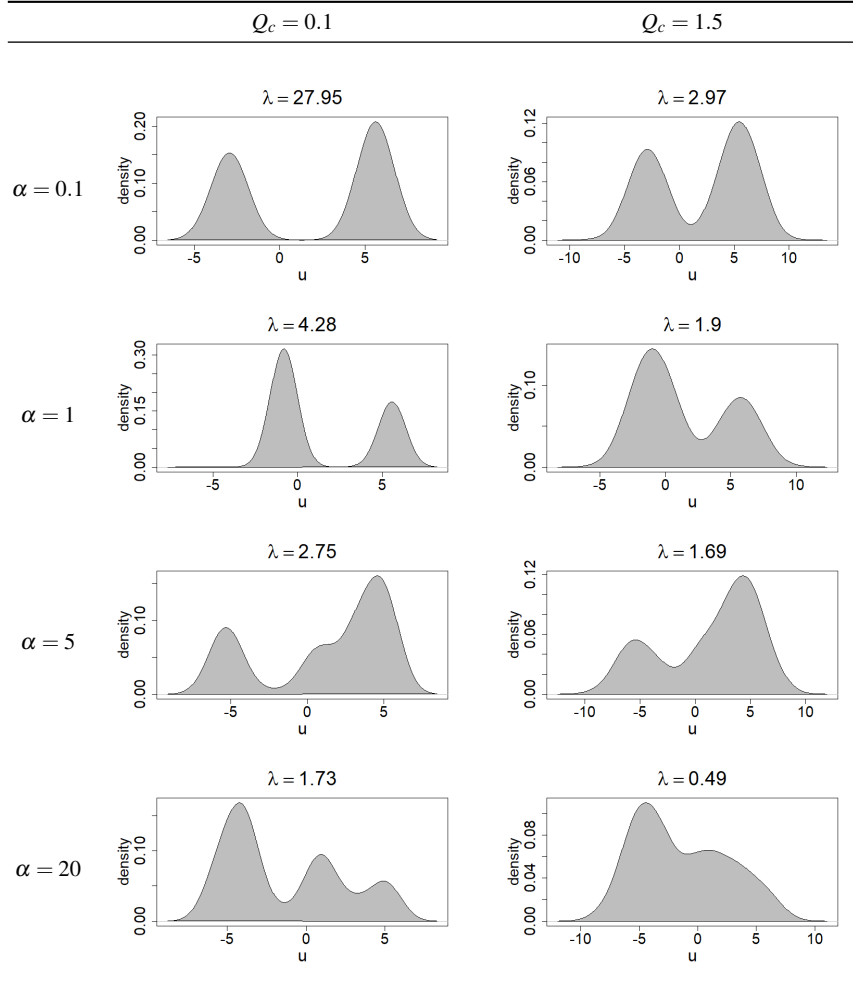 Q_c = 0.1 Q_c = 1.5
λ = 27.95 λ = 2.97
α = 0.1
density 0.00 0.10 0.20
-5 0 5
u
density 0.00 0.06 0.12
-10 -5 0 5 10
u
λ = 4.28 λ = 1.9
α = 1
density 0.00 0.15 0.30
-5 0 5
u
density 0.00 0.10
-5 0 5 10
u
λ = 2.75 λ = 1.69
α = 5
density 0.00 0.10
-5 0 5
u
density 0.00 0.06 0.12
-10 -5 0 5 10
u
λ = 1.73 λ = 0.49
α = 20
density 0.00 0.10
-5 0 5
u
density 0.00 0.04 0.08
-10 -5 0 5 10
u